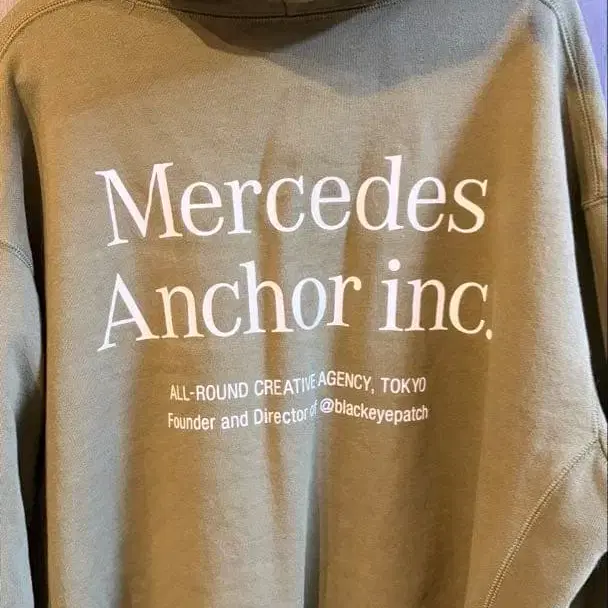 Mercedes
Anchor inc.
ALL-ROUND CREATIVE AGENCY, TOKYO
Founder and Director of @blackeyepatch